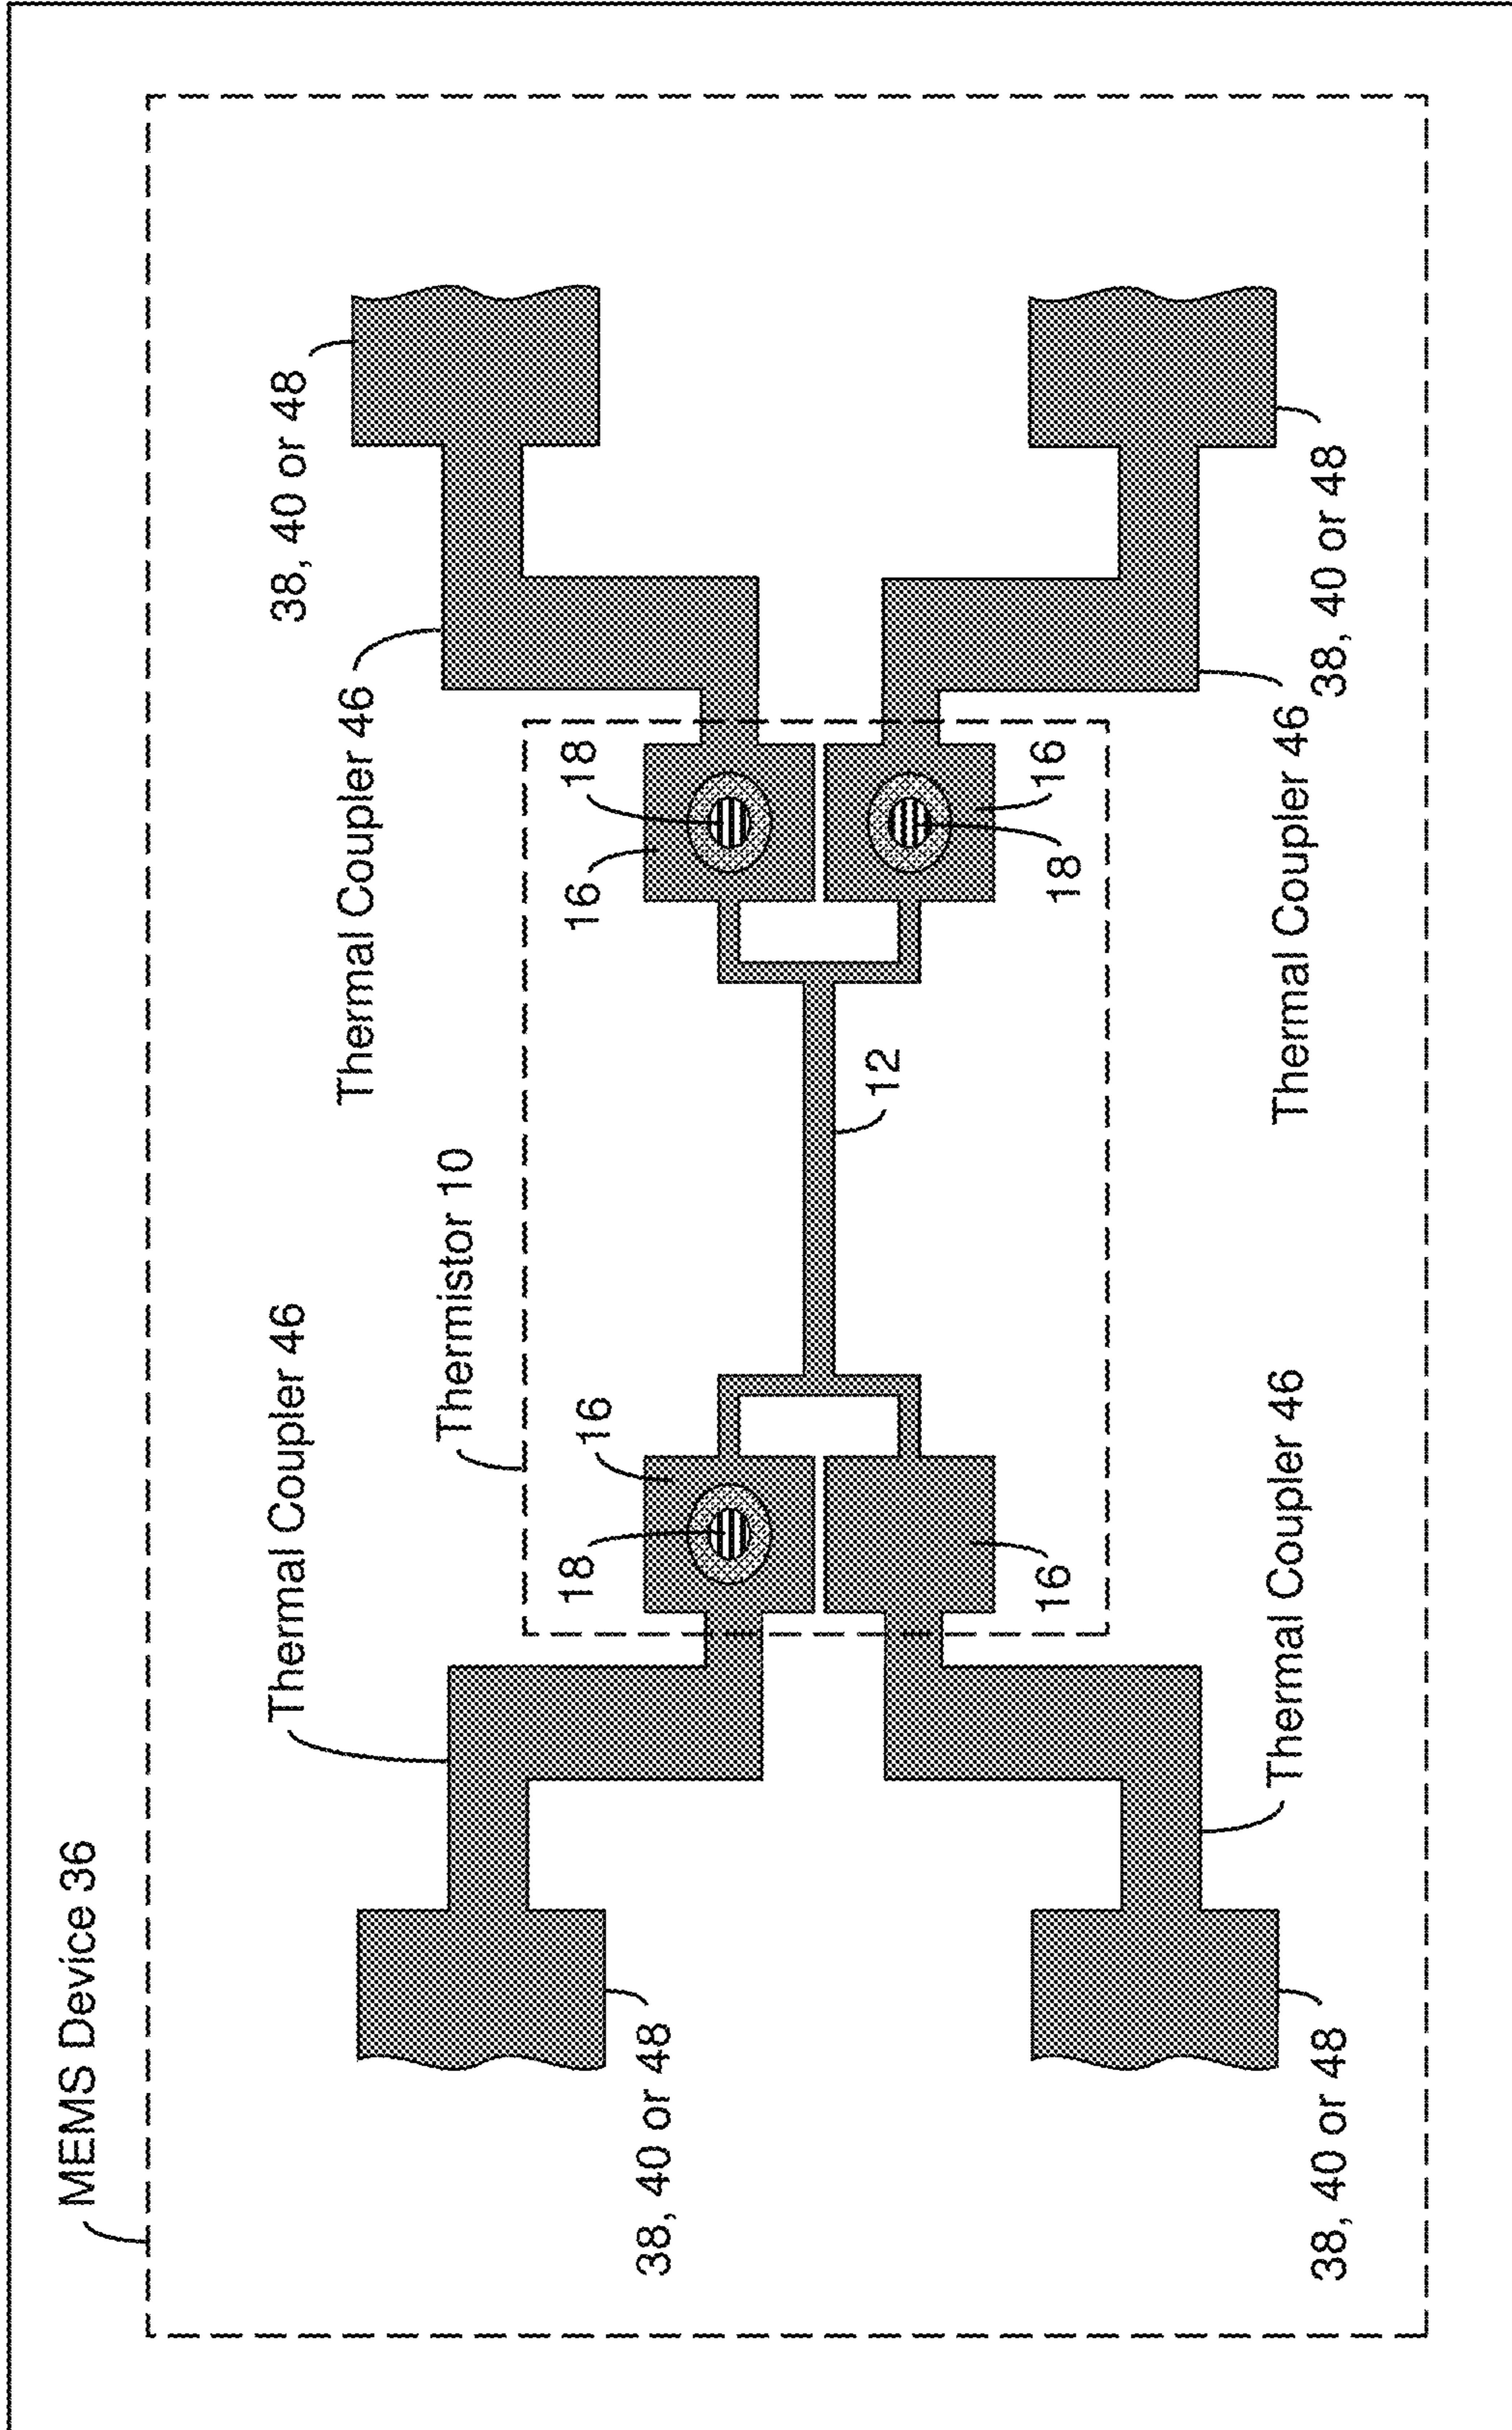 MEMS Device 36
Thermal Coupler 46
Thermal Coupler 46
38, 40 or 48
38, 40 or 48
Thermistor 10
18
16
16
18
12
16
18
16
38, 40 or 48
38, 40 or 48
Thermal Coupler 46
Thermal Coupler 46